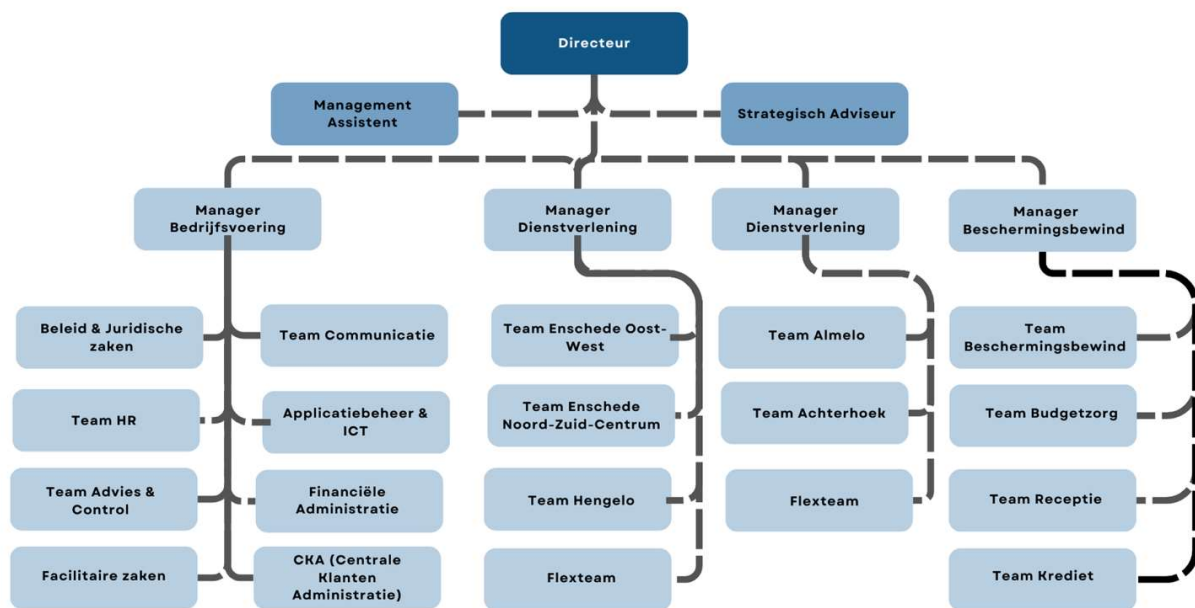 Directeur
Management
Assistent
Strategisch Adviseur
Manager
Bedrijfsvoering
Manager
Dienstverlening
Manager
Dienstverlening
Manager
Beschermingsbewind
Beleid & Juridische
zaken
Team Communicatie
Team Enschede Oost-
West
Team Almelo
Team
Beschermingsbewind
Team HR
Applicatiebeheer &
ICT
Team Enschede
Noord-Zuid-Centrum
Team Achterhoek
Team Budgetzorg
Team Advies &
Control
Financiële
Administratie
Team Hengelo
Flexteam
Team Receptie
Facilitaire zaken
CKA (Centrale
Klanten
Administratie)
Flexteam
Team Krediet